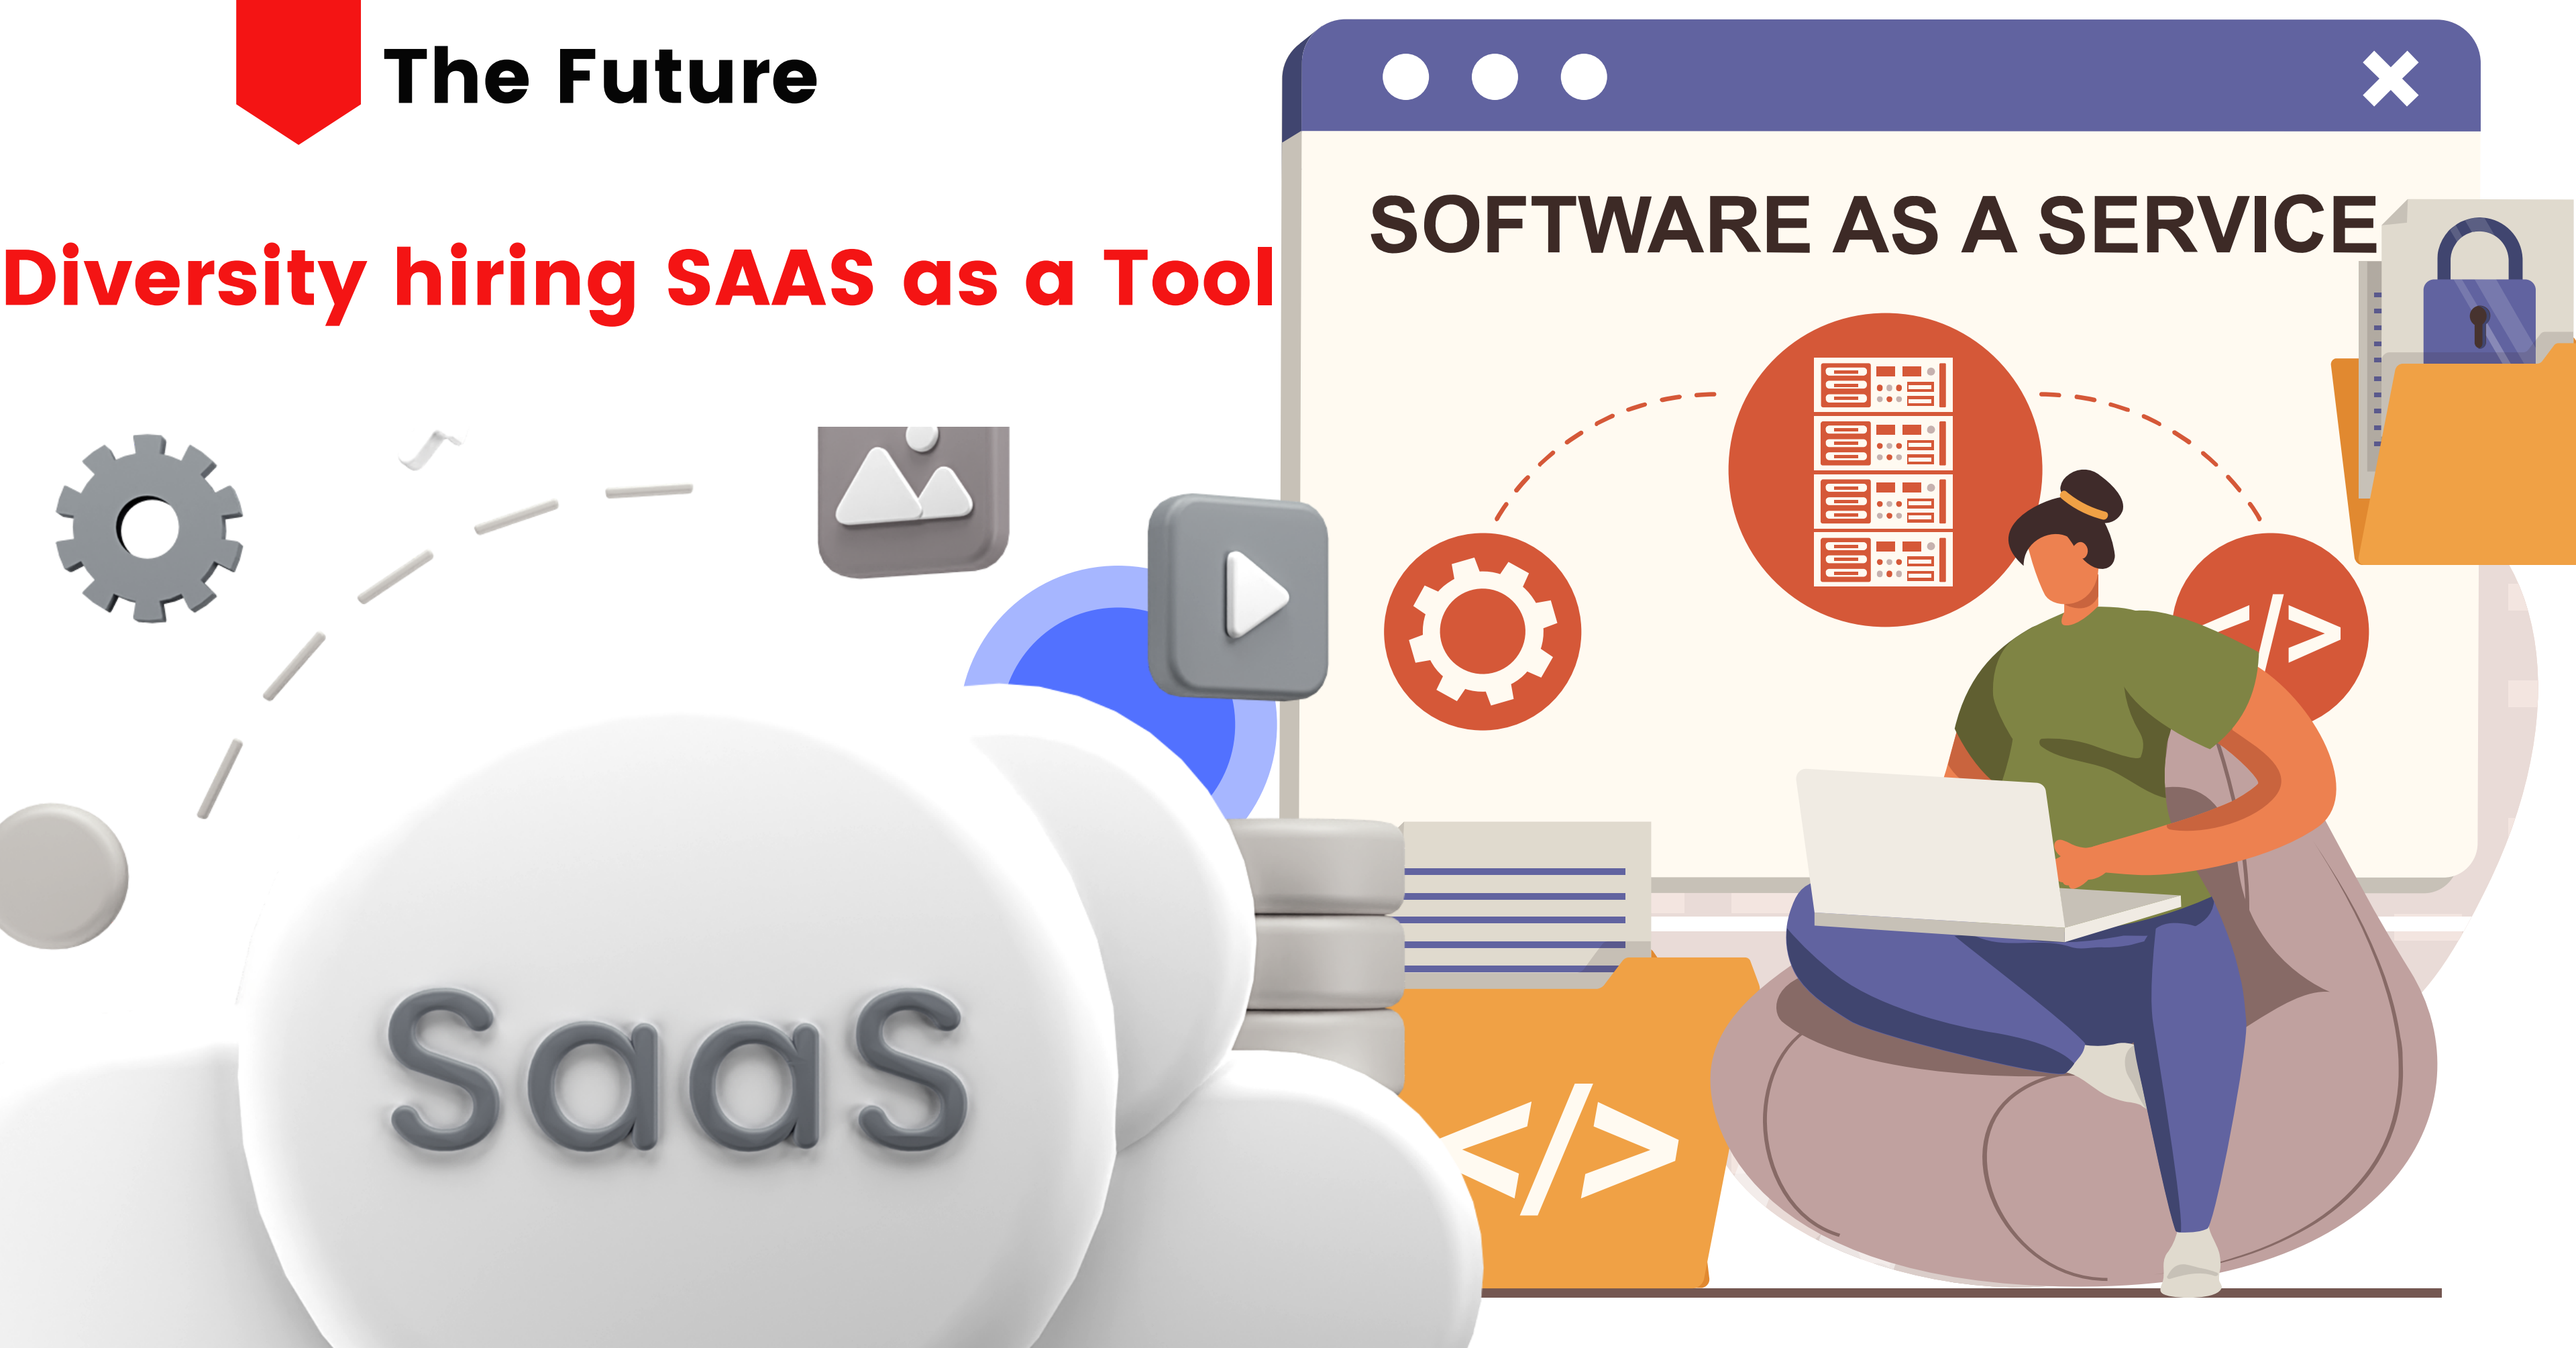 The Future
Diversity hiring SAAS as a Tool
SOFTWARE AS A SERVICE
</>
SaaS
</>